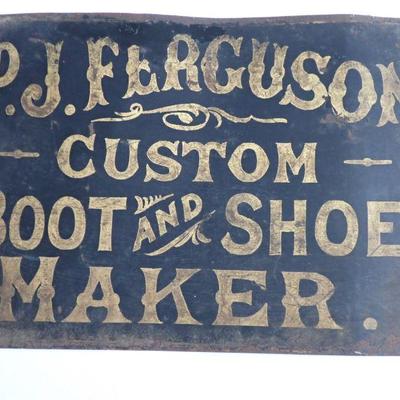 P.J. FERGUSON
- CUSTOM -
BOOT AND SHOE
MAKER.